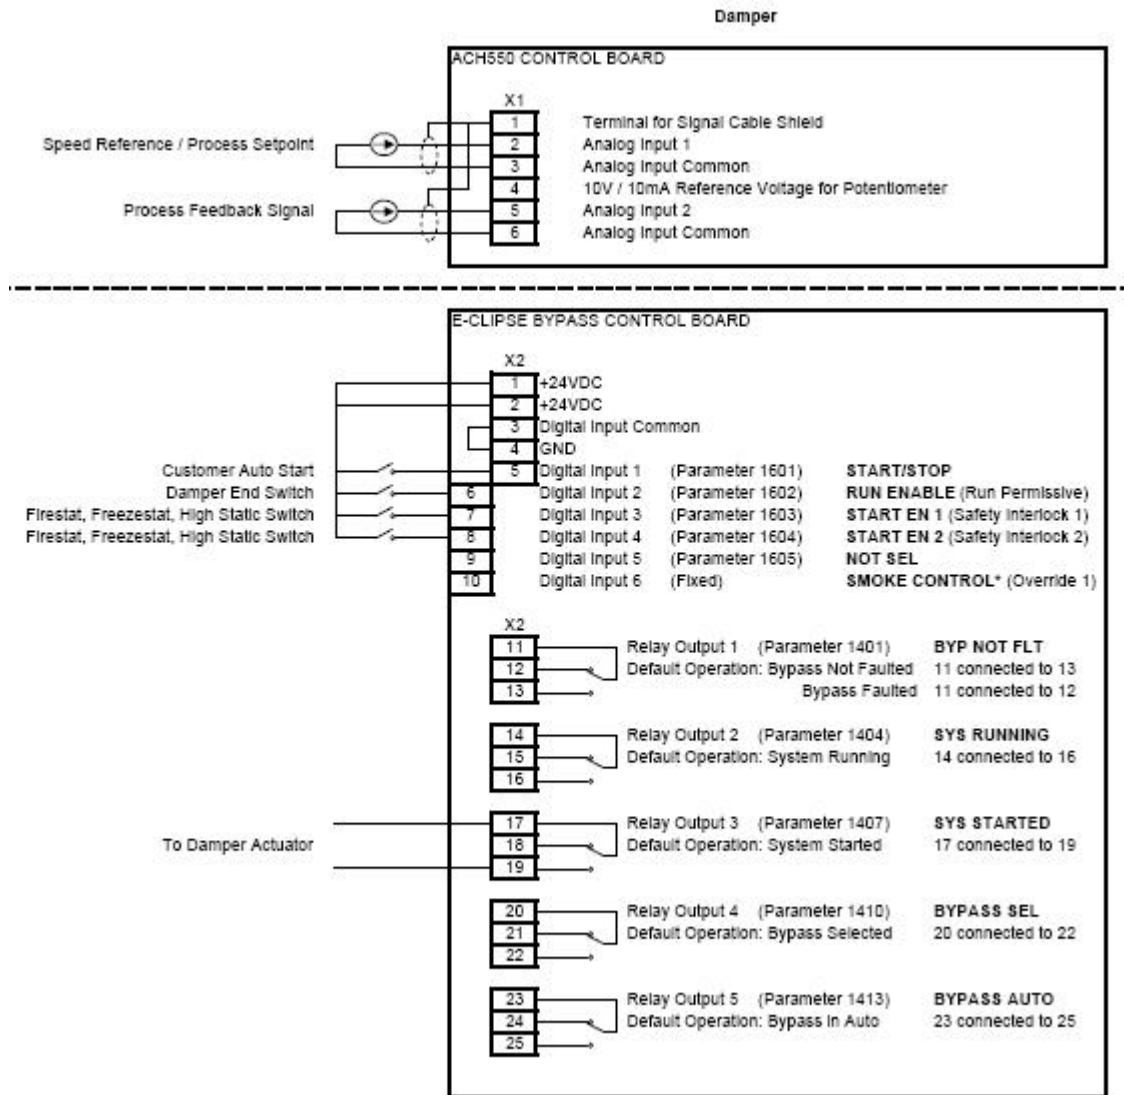 Damper
ACH550 CONTROL BOARD
X1
1 Terminal for Signal Cable Shield
Speed Reference / Process Setpoint 2 Analog Input 1
3 Analog Input Common
4 10V / 10mA Reference Voltage for Potentiometer
Process Feedback Signal 5 Analog Input 2
6 Analog Input Common
E-CLIPSE BYPASS CONTROL BOARD
X2
1 +24VDC
2 +24VDC
3 Digital Input Common
4 GND
Customer Auto Start 5 Digital Input 1 (Parameter 1601) START/STOP
Damper End Switch 6 Digital Input 2 (Parameter 1602) RUN ENABLE (Run Permissive)
Firestat, Freezestat, High Static Switch 7 Digital Input 3 (Parameter 1603) START EN 1 (Safety Interlock 1)
Firestat, Freezestat, High Static Switch 8 Digital Input 4 (Parameter 1604) START EN 2 (Safety Interlock 2)
9 Digital Input 5 (Parameter 1605) NOT SEL
10 Digital Input 6 (Fixed) SMOKE CONTROL* (Override 1)
X2
11 Relay Output 1 (Parameter 1401) BYP NOT FLT
12 Default Operation: Bypass Not Faulted 11 connected to 13
13 Bypass Faulted 11 connected to 12
14 Relay Output 2 (Parameter 1404) SYS RUNNING
15 Default Operation: System Running 14 connected to 16
16
17 Relay Output 3 (Parameter 1407) SYS STARTED
To Damper Actuator 18 Default Operation: System Started 17 connected to 19
19
20 Relay Output 4 (Parameter 1410) BYPASS SEL
21 Default Operation: Bypass Selected 20 connected to 22
22
23 Relay Output 5 (Parameter 1413) BYPASS AUTO
24 Default Operation: Bypass In Auto 23 connected to 25
25